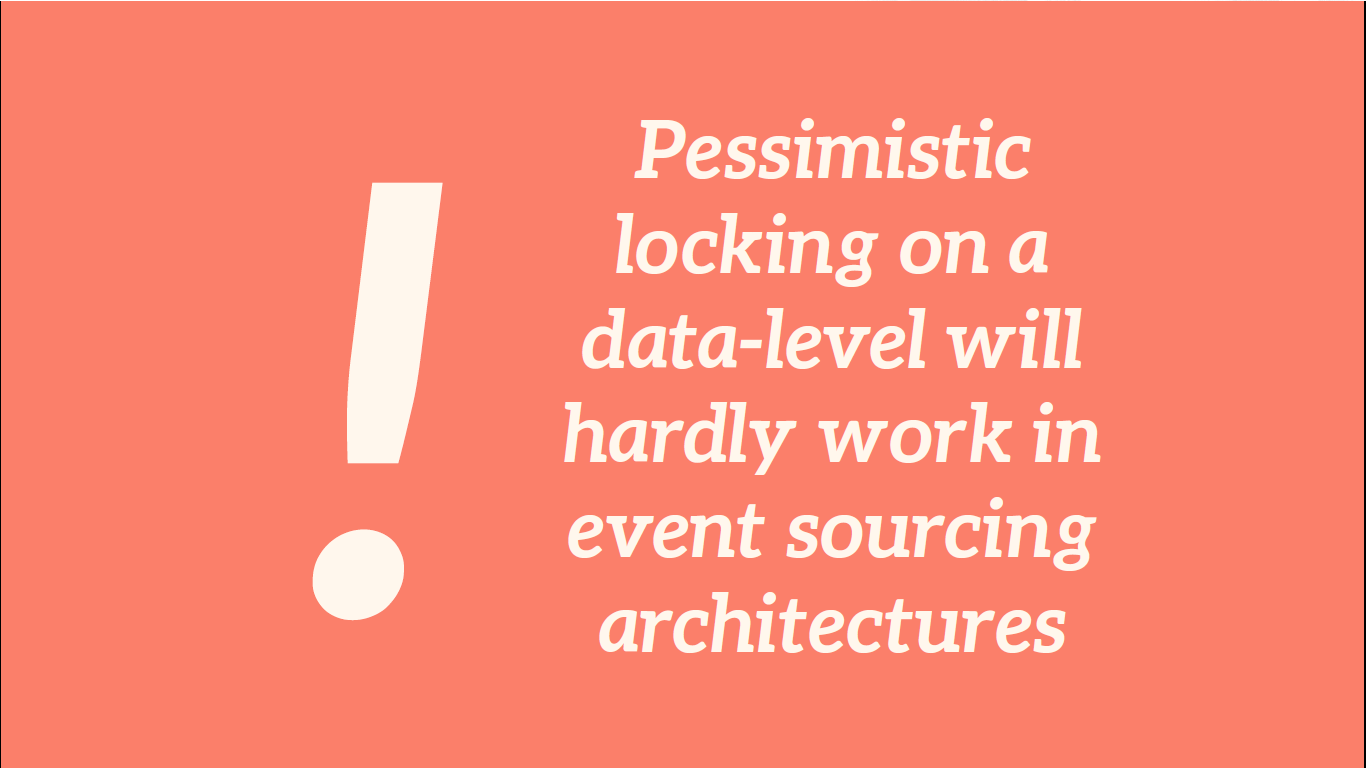 !
Pessimistic
locking on a
data-level will
hardly work in
event sourcing
architectures